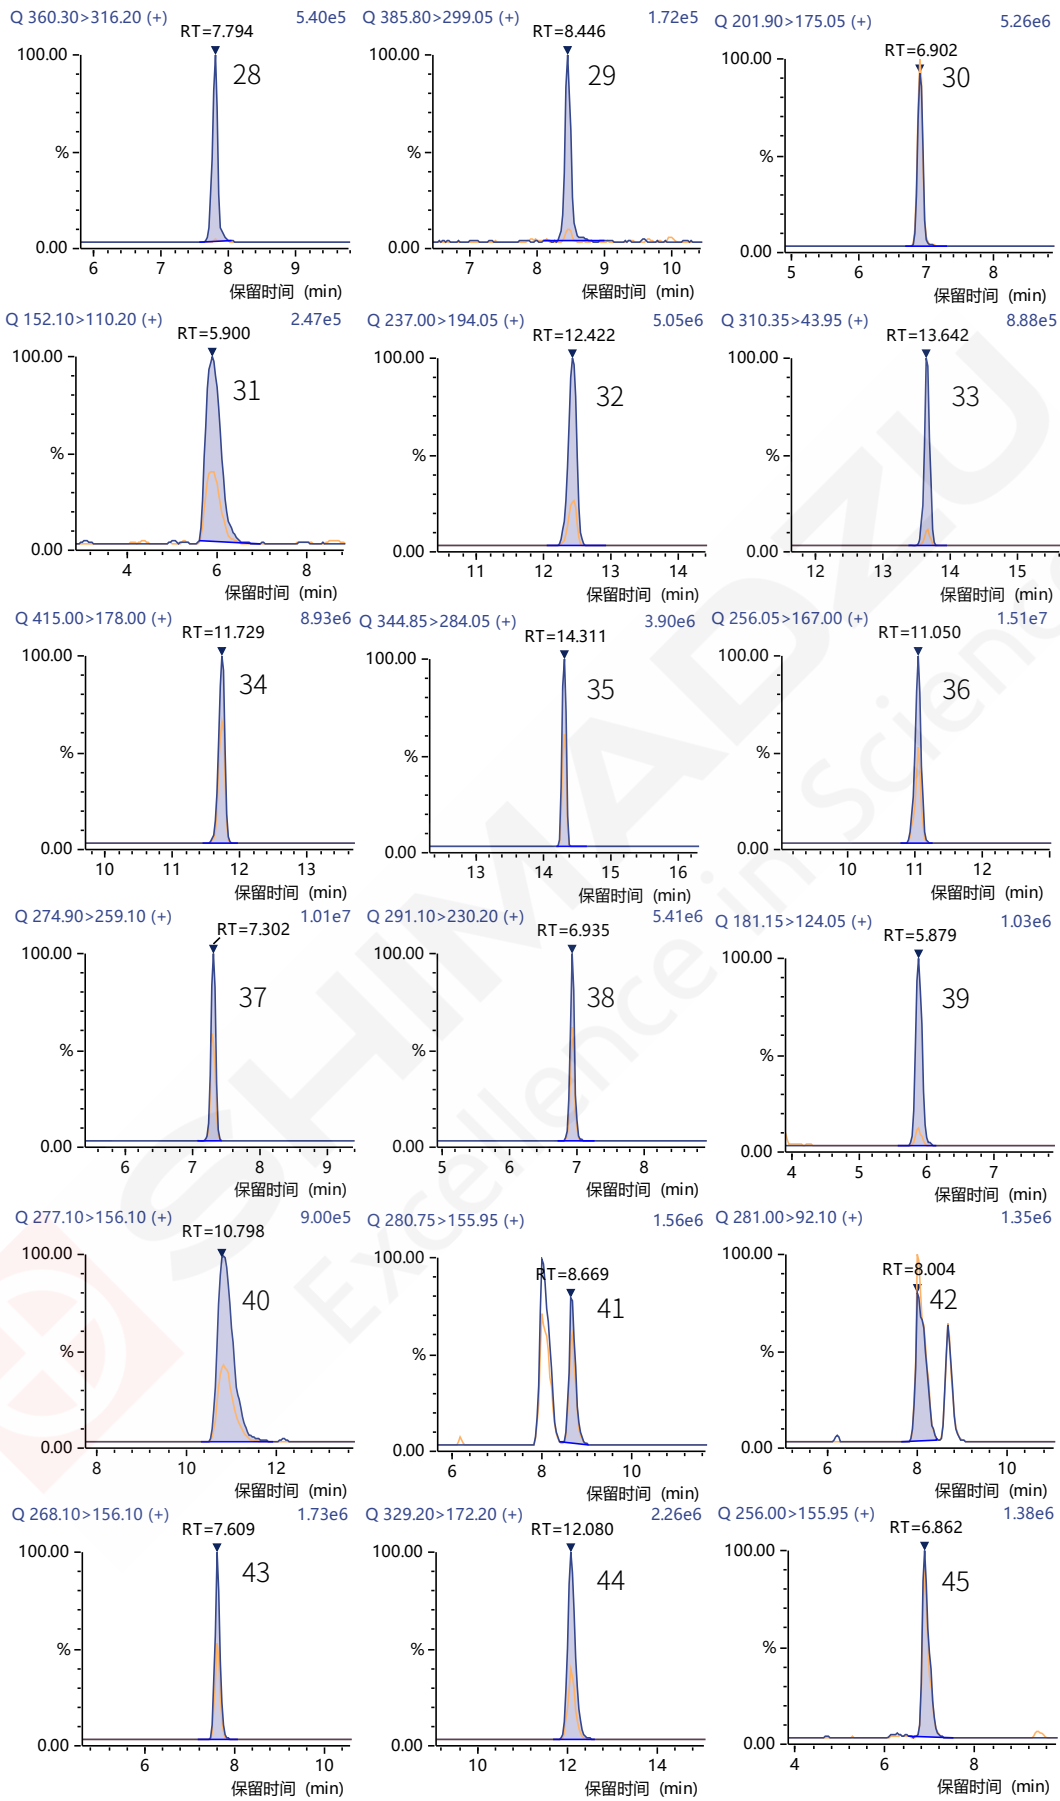 Q 360.30>316.20 (+) 5.40e5
RT=7.794
28
100.00
%
0.00
6 7 8 9
保留时间 (min)
Q 385.80>299.05 (+) 1.72e5
RT=8.446
29
100.00
%
0.00
7 8 9 10
保留时间 (min)
Q 201.90>175.05 (+) 5.26e6
RT=6.902
30
100.00
%
0.00
5 6 7 8
保留时间 (min)
Q 152.10>110.20 (+) 2.47e5
RT=5.900
31
100.00
%
0.00
4 6 8
保留时间 (min)
Q 237.00>194.05 (+) 5.05e6
RT=12.422
32
100.00
%
0.00
11 12 13 14
保留时间 (min)
Q 310.35>43.95 (+) 8.88e5
RT=13.642
33
100.00
%
0.00
12 13 14 15
保留时间 (min)
Q 415.00>178.00 (+) 8.93e6
RT=11.729
34
100.00
%
0.00
10 11 12 13
保留时间 (min)
Q 344.85>284.05 (+) 3.90e6
RT=14.311
35
100.00
%
0.00
13 14 15 16
保留时间 (min)
Q 256.05>167.00 (+) 1.51e7
RT=11.050
36
100.00
%
0.00
10 11 12
保留时间 (min)
Q 274.90>259.10 (+) 1.01e7
RT=7.302
37
100.00
%
0.00
6 7 8 9
保留时间 (min)
Q 291.10>230.20 (+) 5.41e6
RT=6.935
38
100.00
%
0.00
5 6 7 8
保留时间 (min)
Q 181.15>124.05 (+) 1.03e6
RT=5.879
39
100.00
%
0.00
4 5 6 7
保留时间 (min)
Q 277.10>156.10 (+) 9.00e5
RT=10.798
40
100.00
%
0.00
8 10 12
保留时间 (min)
Q 280.75>155.95 (+) 1.56e6
RT=8.669
41
100.00
%
0.00
6 8 10
保留时间 (min)
Q 281.00>92.10 (+) 1.35e6
RT=8.004
42
100.00
%
0.00
6 8 10
保留时间 (min)
Q 268.10>156.10 (+) 1.73e6
RT=7.609
43
100.00
%
0.00
6 8 10
保留时间 (min)
Q 329.20>172.20 (+) 2.26e6
RT=12.080
44
100.00
%
0.00
10 12 14
保留时间 (min)
Q 256.00>155.95 (+) 1.38e6
RT=6.862
45
100.00
%
0.00
4 6 8
保留时间 (min)
SHIMADZU
Excellence in Science